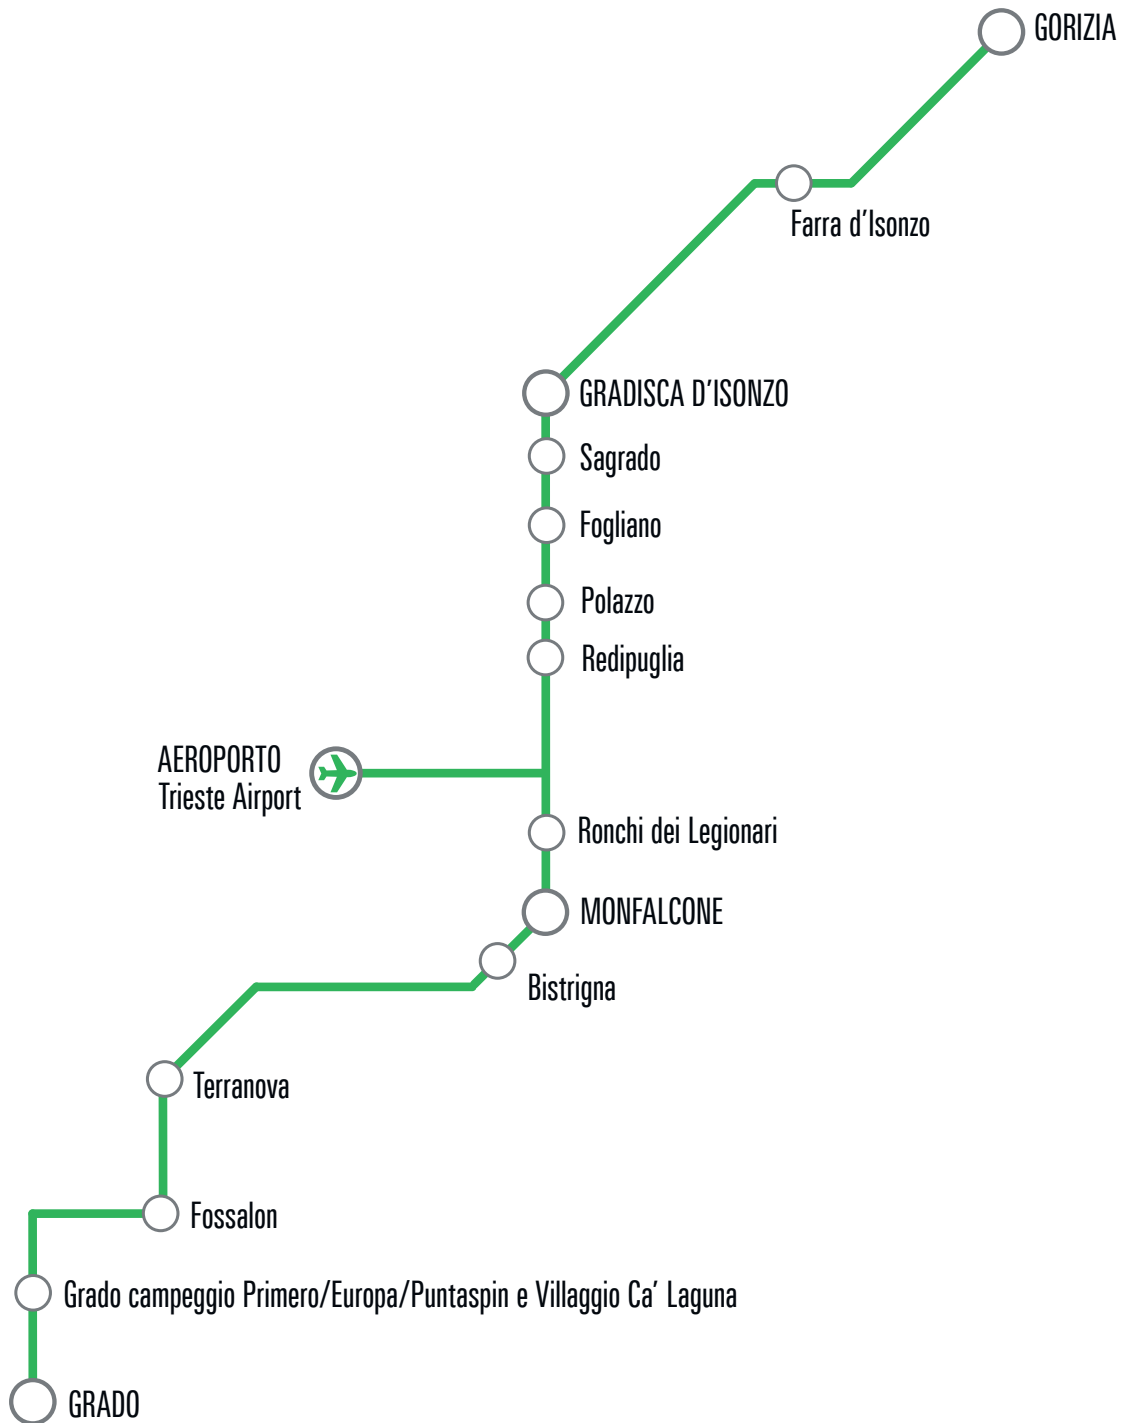 GORIZIA
Farra d’Isonzo
GRADISCA D’ISONZO
Sagrado
Fogliano
Polazzo
Redipuglia
AEROPORTO
Trieste Airport
Ronchi dei Legionari
MONFALCONE
Bistrigna
Terranova
Fossalon
Grado campeggio Primero/Europa/Puntaspin e Villaggio Ca’ Laguna
GRADO